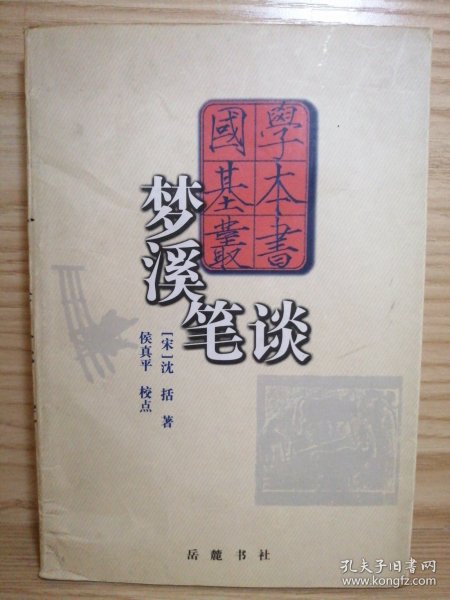 國學
基本
叢書
梦溪笔谈
［宋］沈 括 著
侯真平 校点
岳麓书社
孔夫子旧书网
www.kongfz.com